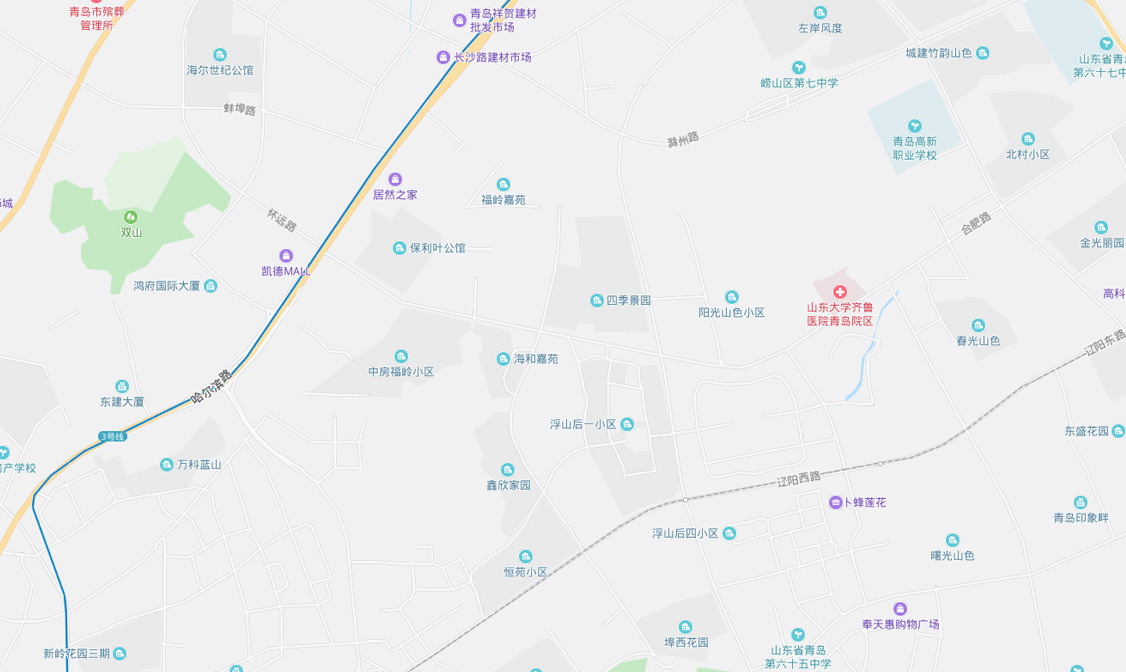 青岛市殡葬
管理所
青岛祥贺建材
批发市场
左岸风度
长沙路建材市场
城建竹韵山色
山东省青
第六十七中
海尔世纪公馆
崂山区第七中学
蚌埠路
滁州路
青岛高新
职业学校
北村小区
居然之家
福岭嘉苑
城
双山
怀远路
合肥路
金光丽园
保利叶公馆
凯德MALL
鸿府国际大厦
四季景园
阳光山色小区
山东大学齐鲁
医院青岛院区
高科
春光山色
辽阳东路
中房福岭小区
海和嘉苑
哈尔滨路
东建大厦
浮山后一小区
东盛花园
3号线
产学校
万科蓝山
鑫欣家园
辽阳西路
卜蜂莲花
青岛印象畔
浮山后四小区
曙光山色
恒苑小区
奉天惠购物广场
埠西花园
新岭花园三期
山东省青岛
第六十五中学